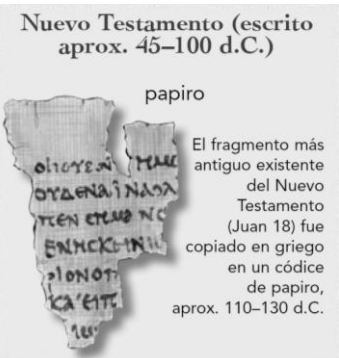 Nuevo Testamento (escrito
aprox. 45–100 d.C.)
papiro
El fragmento más
antiguo existente
del Nuevo
Testamento
(Juan 18) fue
copiado en griego
en un códice
de papiro,
aprox. 110–130 d.C.
ΟΥΔΕΝΑΙΝΑΟΛ